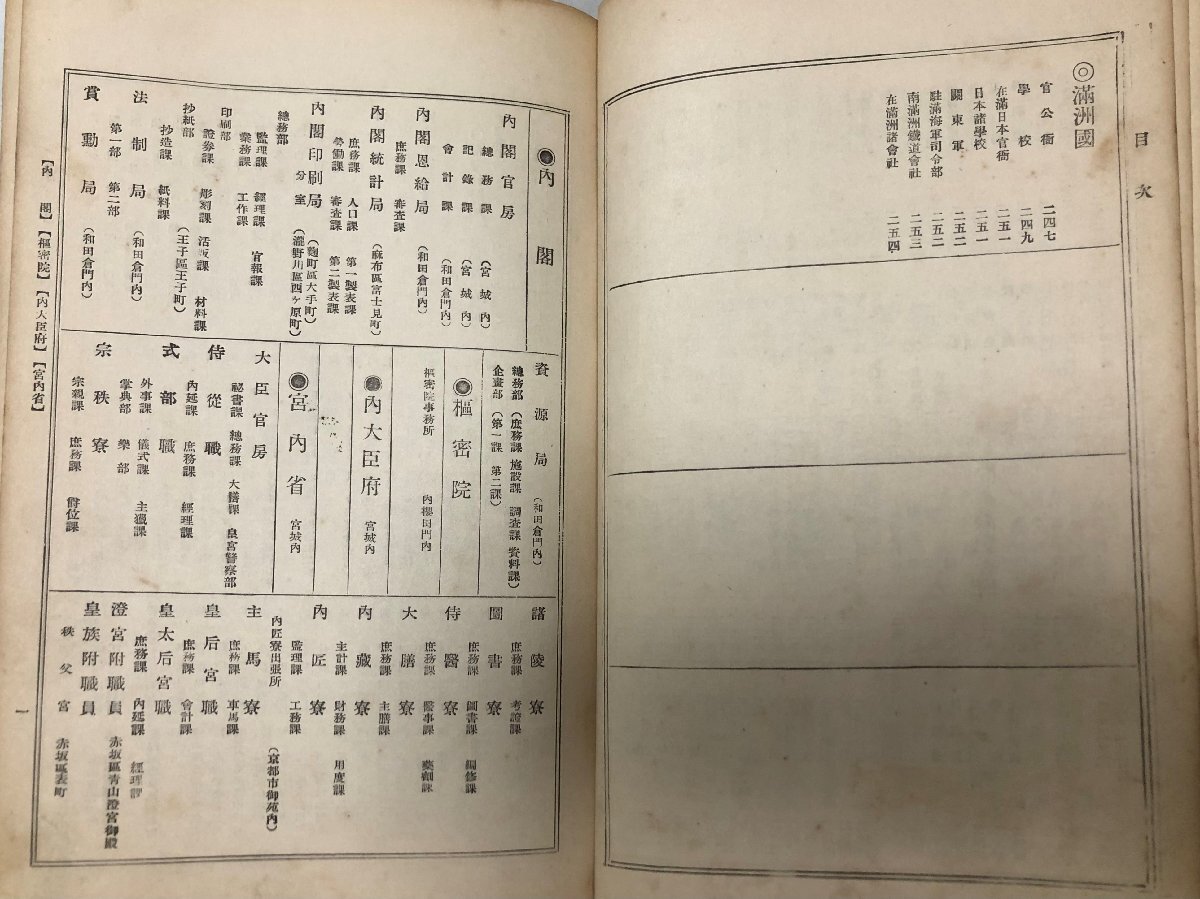 目次
◎滿洲國
官公衙 二四七
學校 二四九
在滿日本官衙 二五一
日本諸學校 二五一
關東軍 二五二
駐滿海軍司令部 二五二
南滿洲鐵道會社 二五三
在滿洲諸會社 二五四
◉內閣
內閣官房
總務課 (宮城內)
記錄課 (宮城內)
會計課 (和田倉門內)
內閣恩給局 (和田倉門內)
庶務課 審査課
內閣統計局 (麻布區富士見町)
庶務課 人口課 第一製表課
勞働課 審査課 第二製表課
內閣印刷局 (麴町區大手町)
分室 (瀧野川區西ヶ原町)
總務部
監理課 經理課 官報課
業務課 工作課
印刷部
證券課 彫刻課 活版課 材料課
抄紙部 (王子區王子町)
抄造課 紙料課
法制局 (和田倉門內)
第一部 第二部
賞勳局 (和田倉門內)
資源局 (和田倉門內)
總務部 (庶務課 施設課 調査課 資料課)
企畫部 (第一課 第二課)
◉樞密院
樞密院事務所 內櫻田門內
◉內大臣府 宮城內
◉宮內省 宮城內
大臣官房
祕書課 總務課 大膳課 皇宮警察部
侍從職
內廷課 庶務課 經理課
式部職
外事課 儀式課 主獵課
掌典部 樂部
宗秩寮
宗親課 庶務課 爵位課
諸陵寮
庶務課 考證課
圖書寮
庶務課 圖書課 編修課
侍醫寮
庶務課 醫事課 藥劑課
大膳寮
庶務課 主膳課
內藏寮
主計課 財務課 用度課
內匠寮
監理課 工務課
內匠寮出張所 (京都市御苑內)
主馬寮
庶務課 車馬課
皇后宮職
庶務課 會計課
皇太后宮職
庶務課 內廷課 經理課
澄宮附職員 赤坂區靑山澄宮御殿
皇族附職員
秩父宮 赤坂區表町
【內閣】【樞密院】【內大臣府】【宮內省】
一